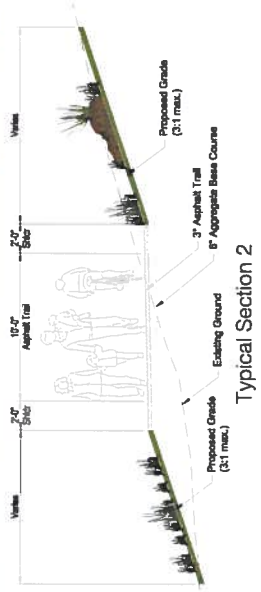 Varies
2'-0"
Shldr
10'-0"
Asphalt Trail
2'-0"
Shldr
Varies
Proposed Grade
(3:1 max.)
Existing Ground
3" Asphalt Trail
6" Aggregate Base Course
Proposed Grade
(3:1 max.)
Typical Section 2